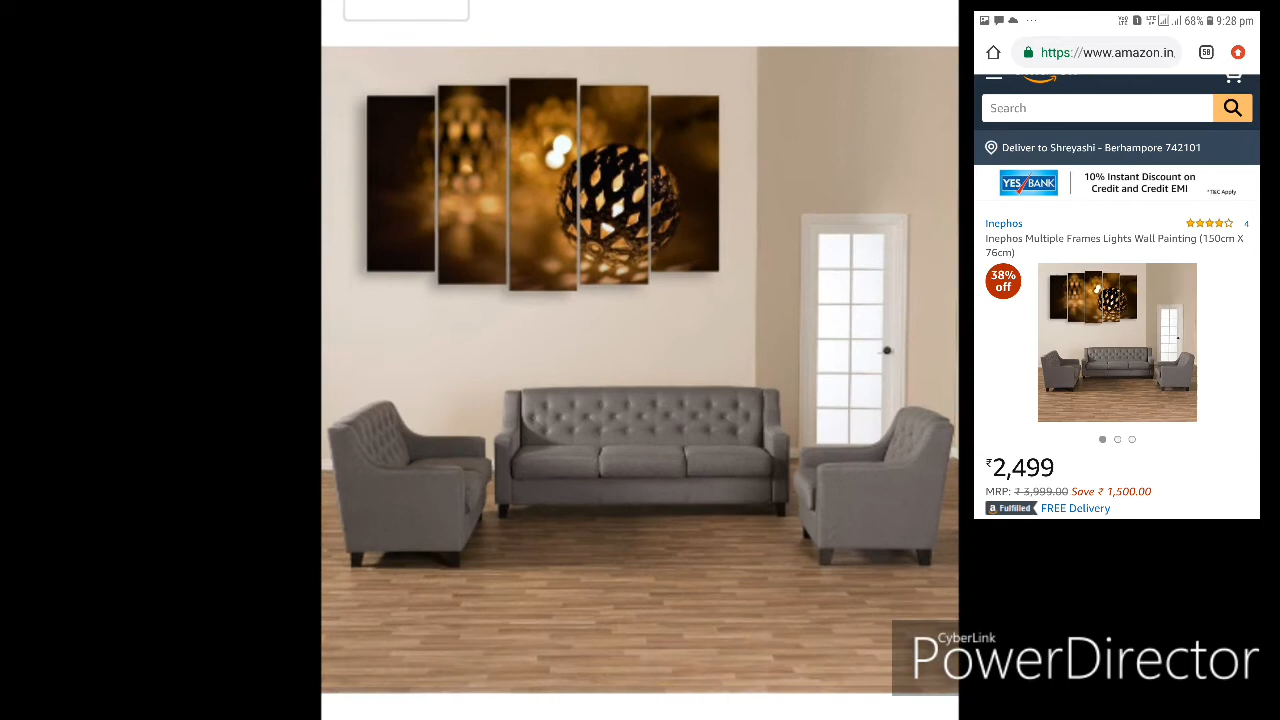 68% 9:28 pm
https://www.amazon.in
58
Search
Deliver to Shreyashi - Berhampore 742101
YES BANK
10% Instant Discount on
Credit and Credit EMI
*T&C Apply
Inephos
4
Inephos Multiple Frames Lights Wall Painting (150cm X
76cm)
38%
off
₹2,499
MRP: ₹ 3,999.00 Save ₹ 1,500.00
a Fulfilled FREE Delivery
CyberLink
PowerDirector